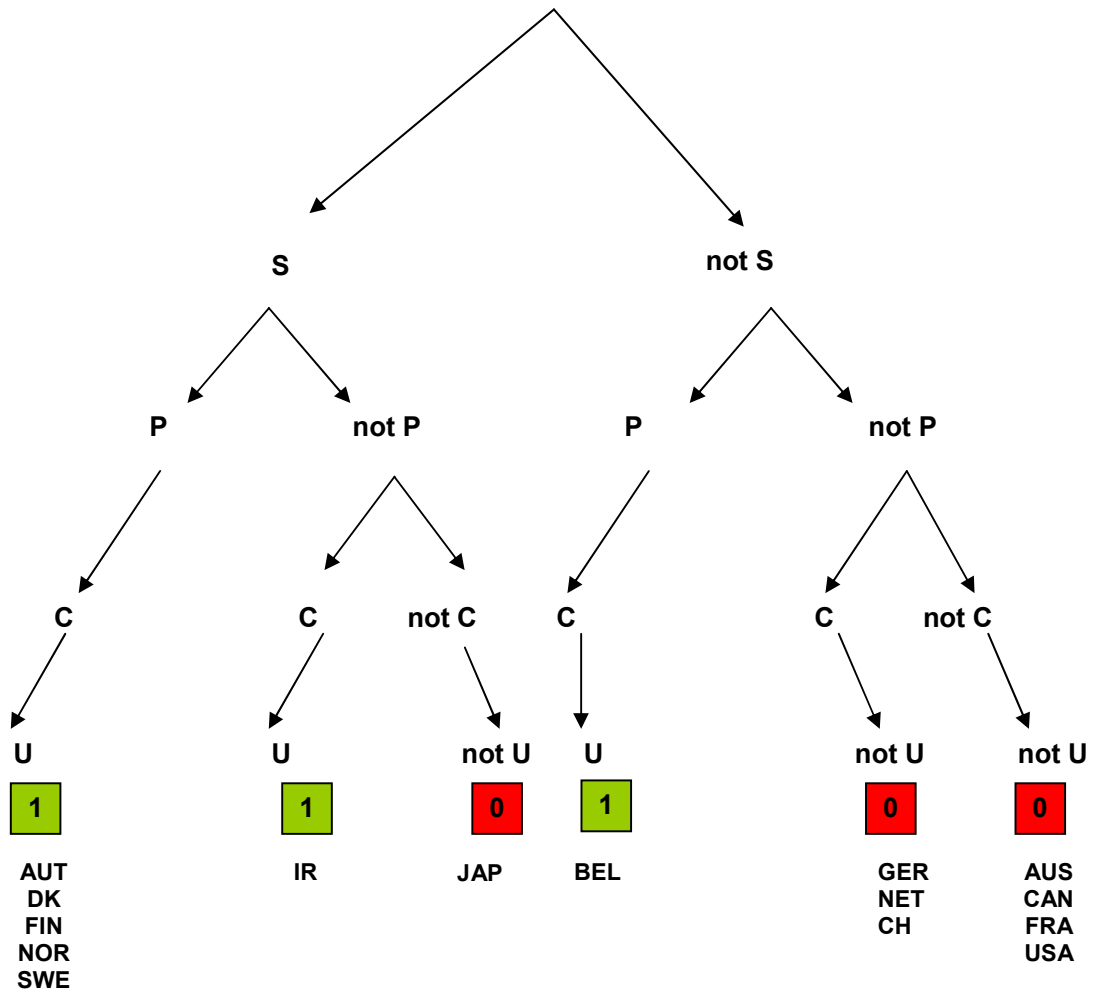 S not S
P not P P not P
C C not C C C not C
U U not U U not U not U
1 1 0 1 0 0
AUT IR JAP BEL GER AUS
DK NET CAN
FIN CH FRA
NOR USA
SWE